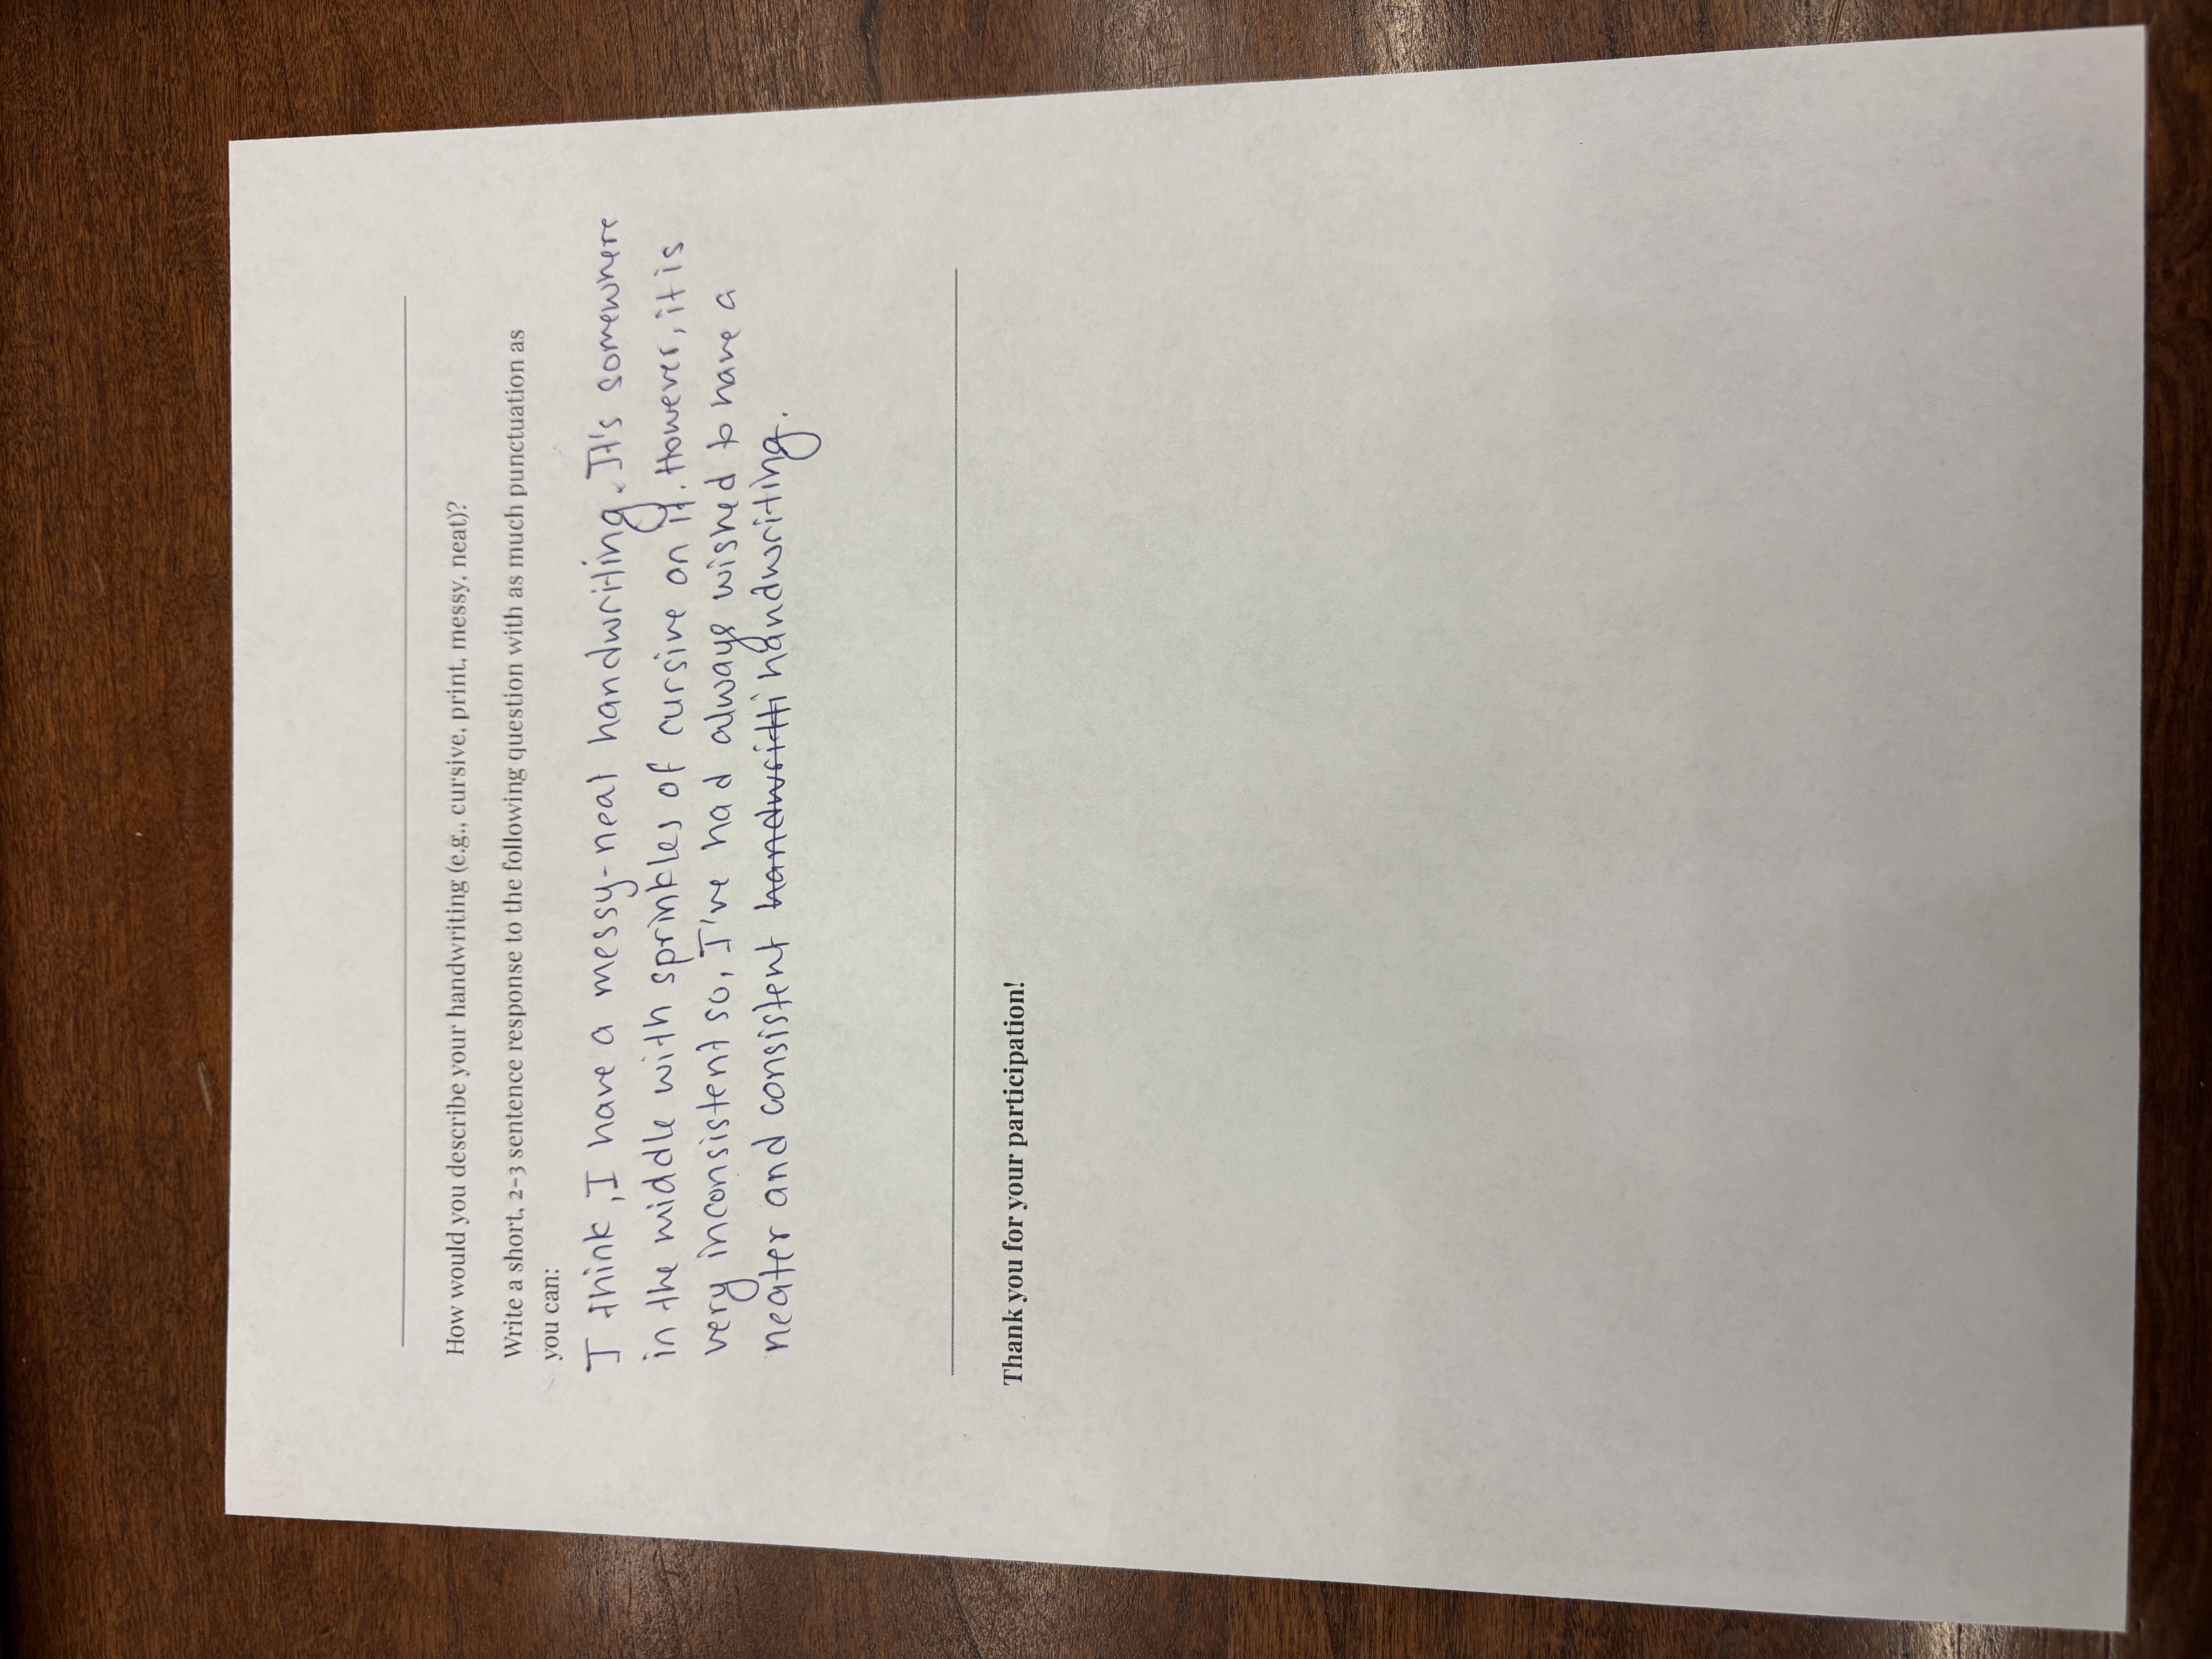 How would you describe your handwriting (e.g., cursive, print, messy, neat)?
Write a short, 2-3 sentence response to the following question with as much punctuation as
you can:
I think, I have a messy-neat handwriting. It's somewhere
in the middle with sprinkles of cursive on it. However, it is
very inconsistent so, I've had always wished to have a
neater and consistent handwritti handwriting.
Thank you for your participation!